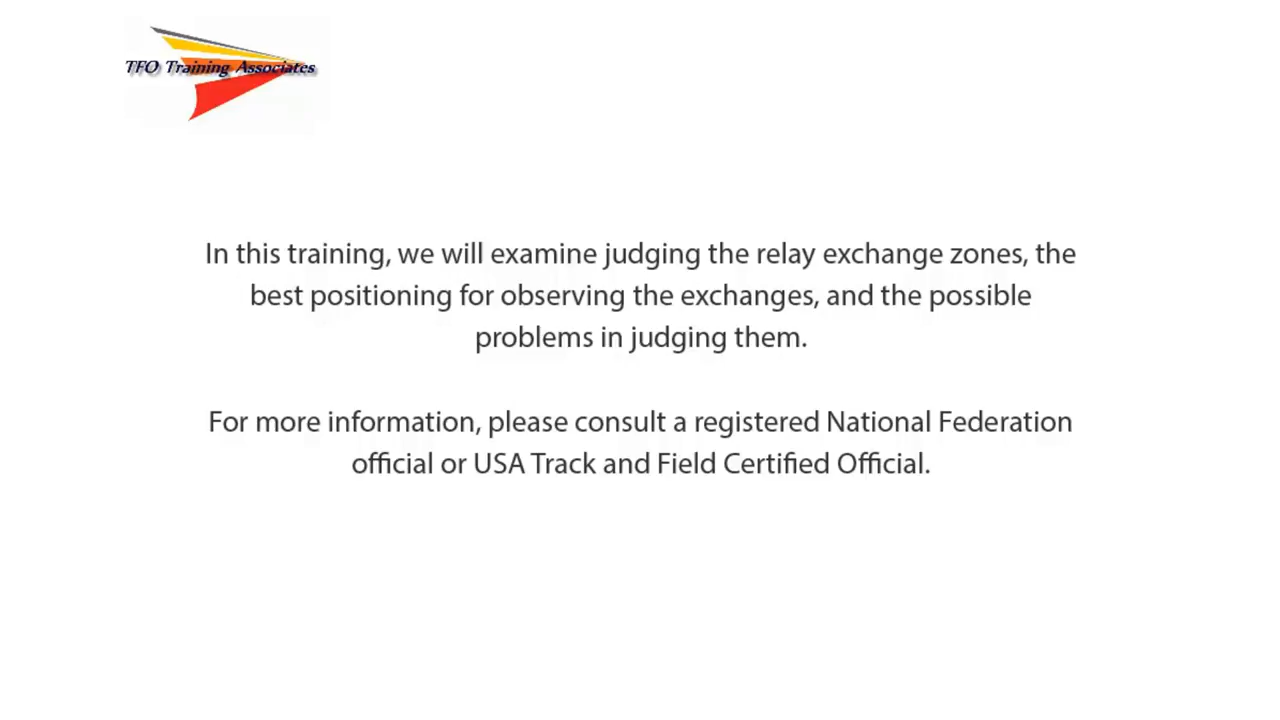 TFO Training Associates
In this training, we will examine judging the relay exchange zones, the
best positioning for observing the exchanges, and the possible
problems in judging them.
For more information, please consult a registered National Federation
official or USA Track and Field Certified Official.